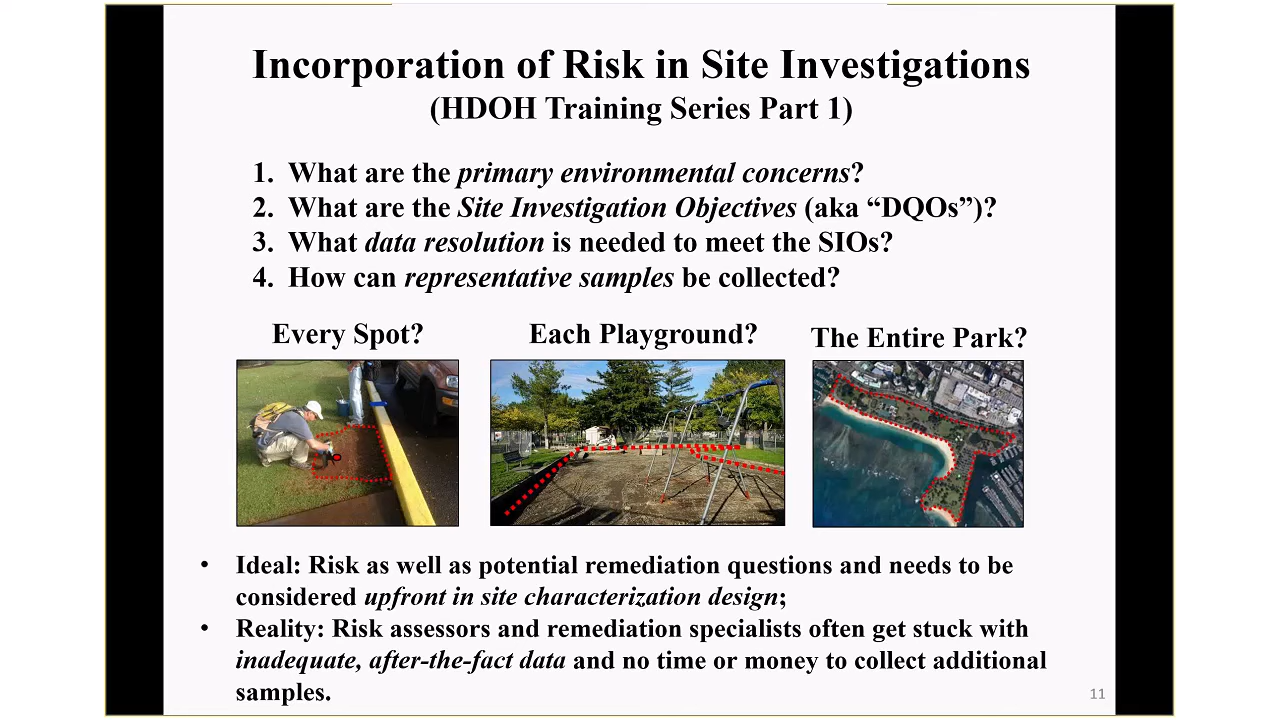 Incorporation of Risk in Site Investigations
(HDOH Training Series Part 1)
1. What are the primary environmental concerns?
2. What are the Site Investigation Objectives (aka “DQOs”)?
3. What data resolution is needed to meet the SIOs?
4. How can representative samples be collected?
Every Spot?
Each Playground?
The Entire Park?
• Ideal: Risk as well as potential remediation questions and needs to be
considered upfront in site characterization design;
• Reality: Risk assessors and remediation specialists often get stuck with
inadequate, after-the-fact data and no time or money to collect additional
samples.
11